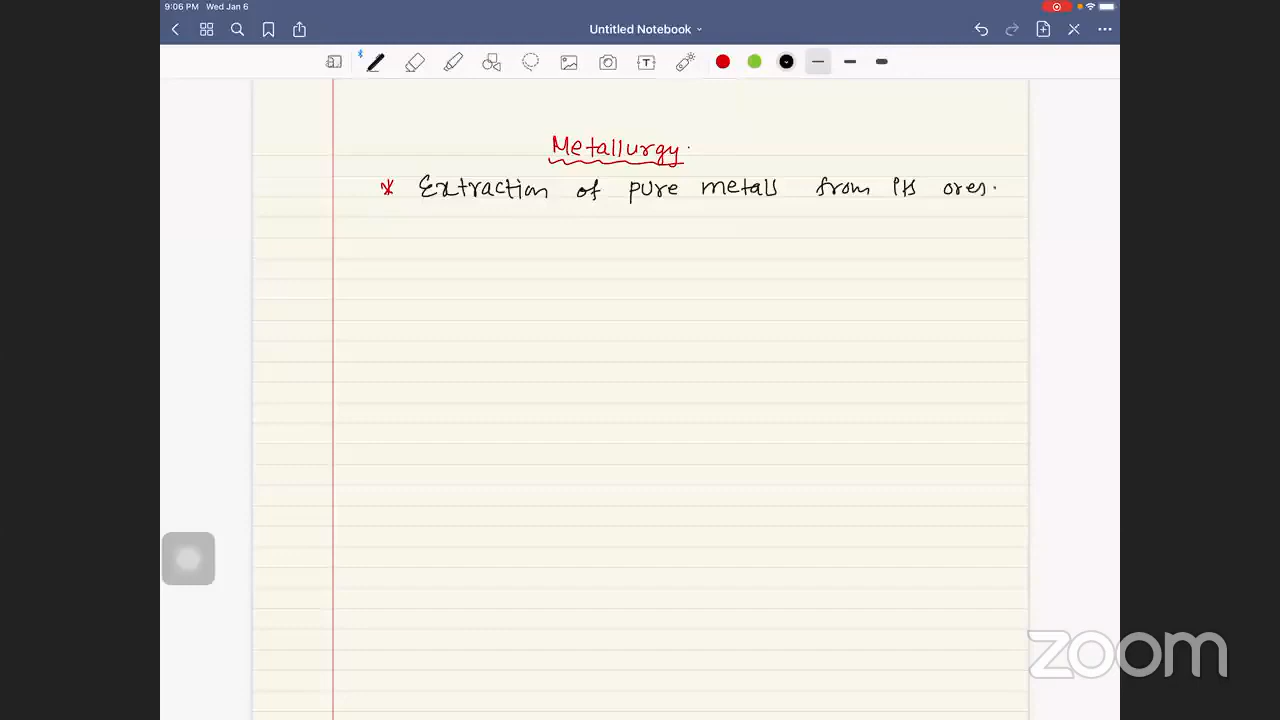 9:06 PM Wed Jan 6
Untitled Notebook
T
Metallurgy.
* Extraction of pure metals from its ores.
zoom